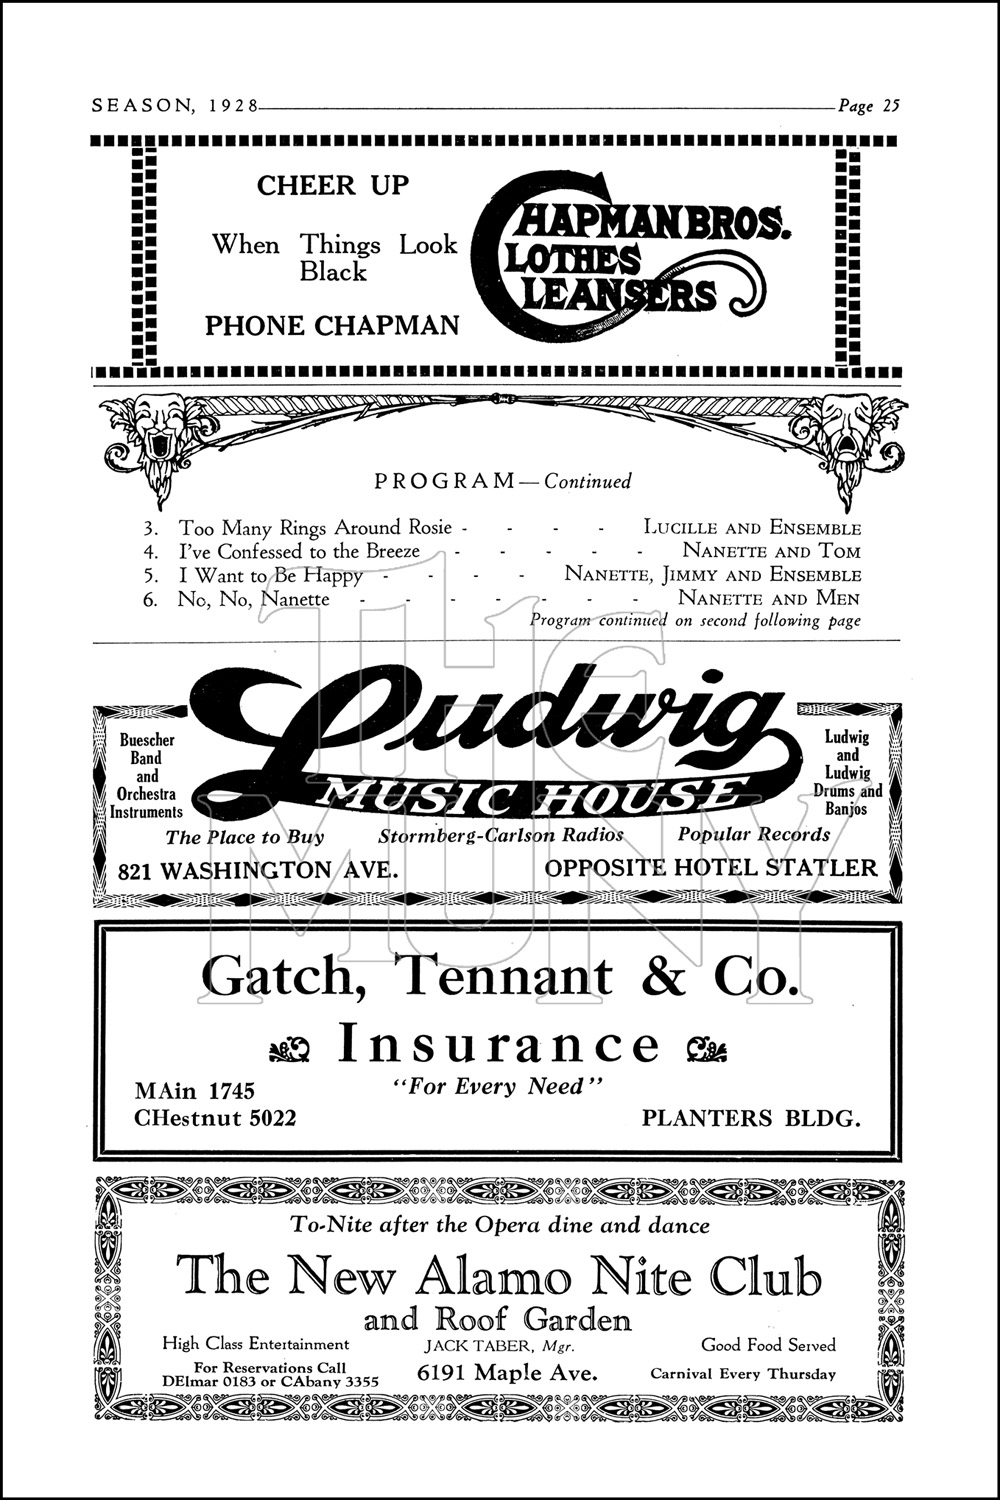 SEASON, 1928 Page 25
CHEER UP
When Things Look
Black
PHONE CHAPMAN
CHAPMAN BROS.
CLOTHES
CLEANSERS
PROGRAM—Continued
3. Too Many Rings Around Rosie - - - - LUCILLE AND ENSEMBLE
4. I've Confessed to the Breeze - - - - - NANETTE AND TOM
5. I Want to Be Happy - - - - NANETTE, JIMMY AND ENSEMBLE
6. No, No, Nanette - - - - - - - NANETTE AND MEN
Program continued on second following page
Ludwig
MUSIC HOUSE
Buescher
Band
and
Orchestra
Instruments
Ludwig
and
Ludwig
Drums and
Banjos
The Place to Buy Stormberg-Carlson Radios Popular Records
821 WASHINGTON AVE. OPPOSITE HOTEL STATLER
THE
MUNY
Gatch, Tennant & Co.
Insurance
"For Every Need"
MAin 1745
CHestnut 5022 PLANTERS BLDG.
To-Nite after the Opera dine and dance
The New Alamo Nite Club
and Roof Garden
High Class Entertainment JACK TABER, Mgr. Good Food Served
For Reservations Call
DElmar 0183 or CAbany 3355 6191 Maple Ave. Carnival Every Thursday